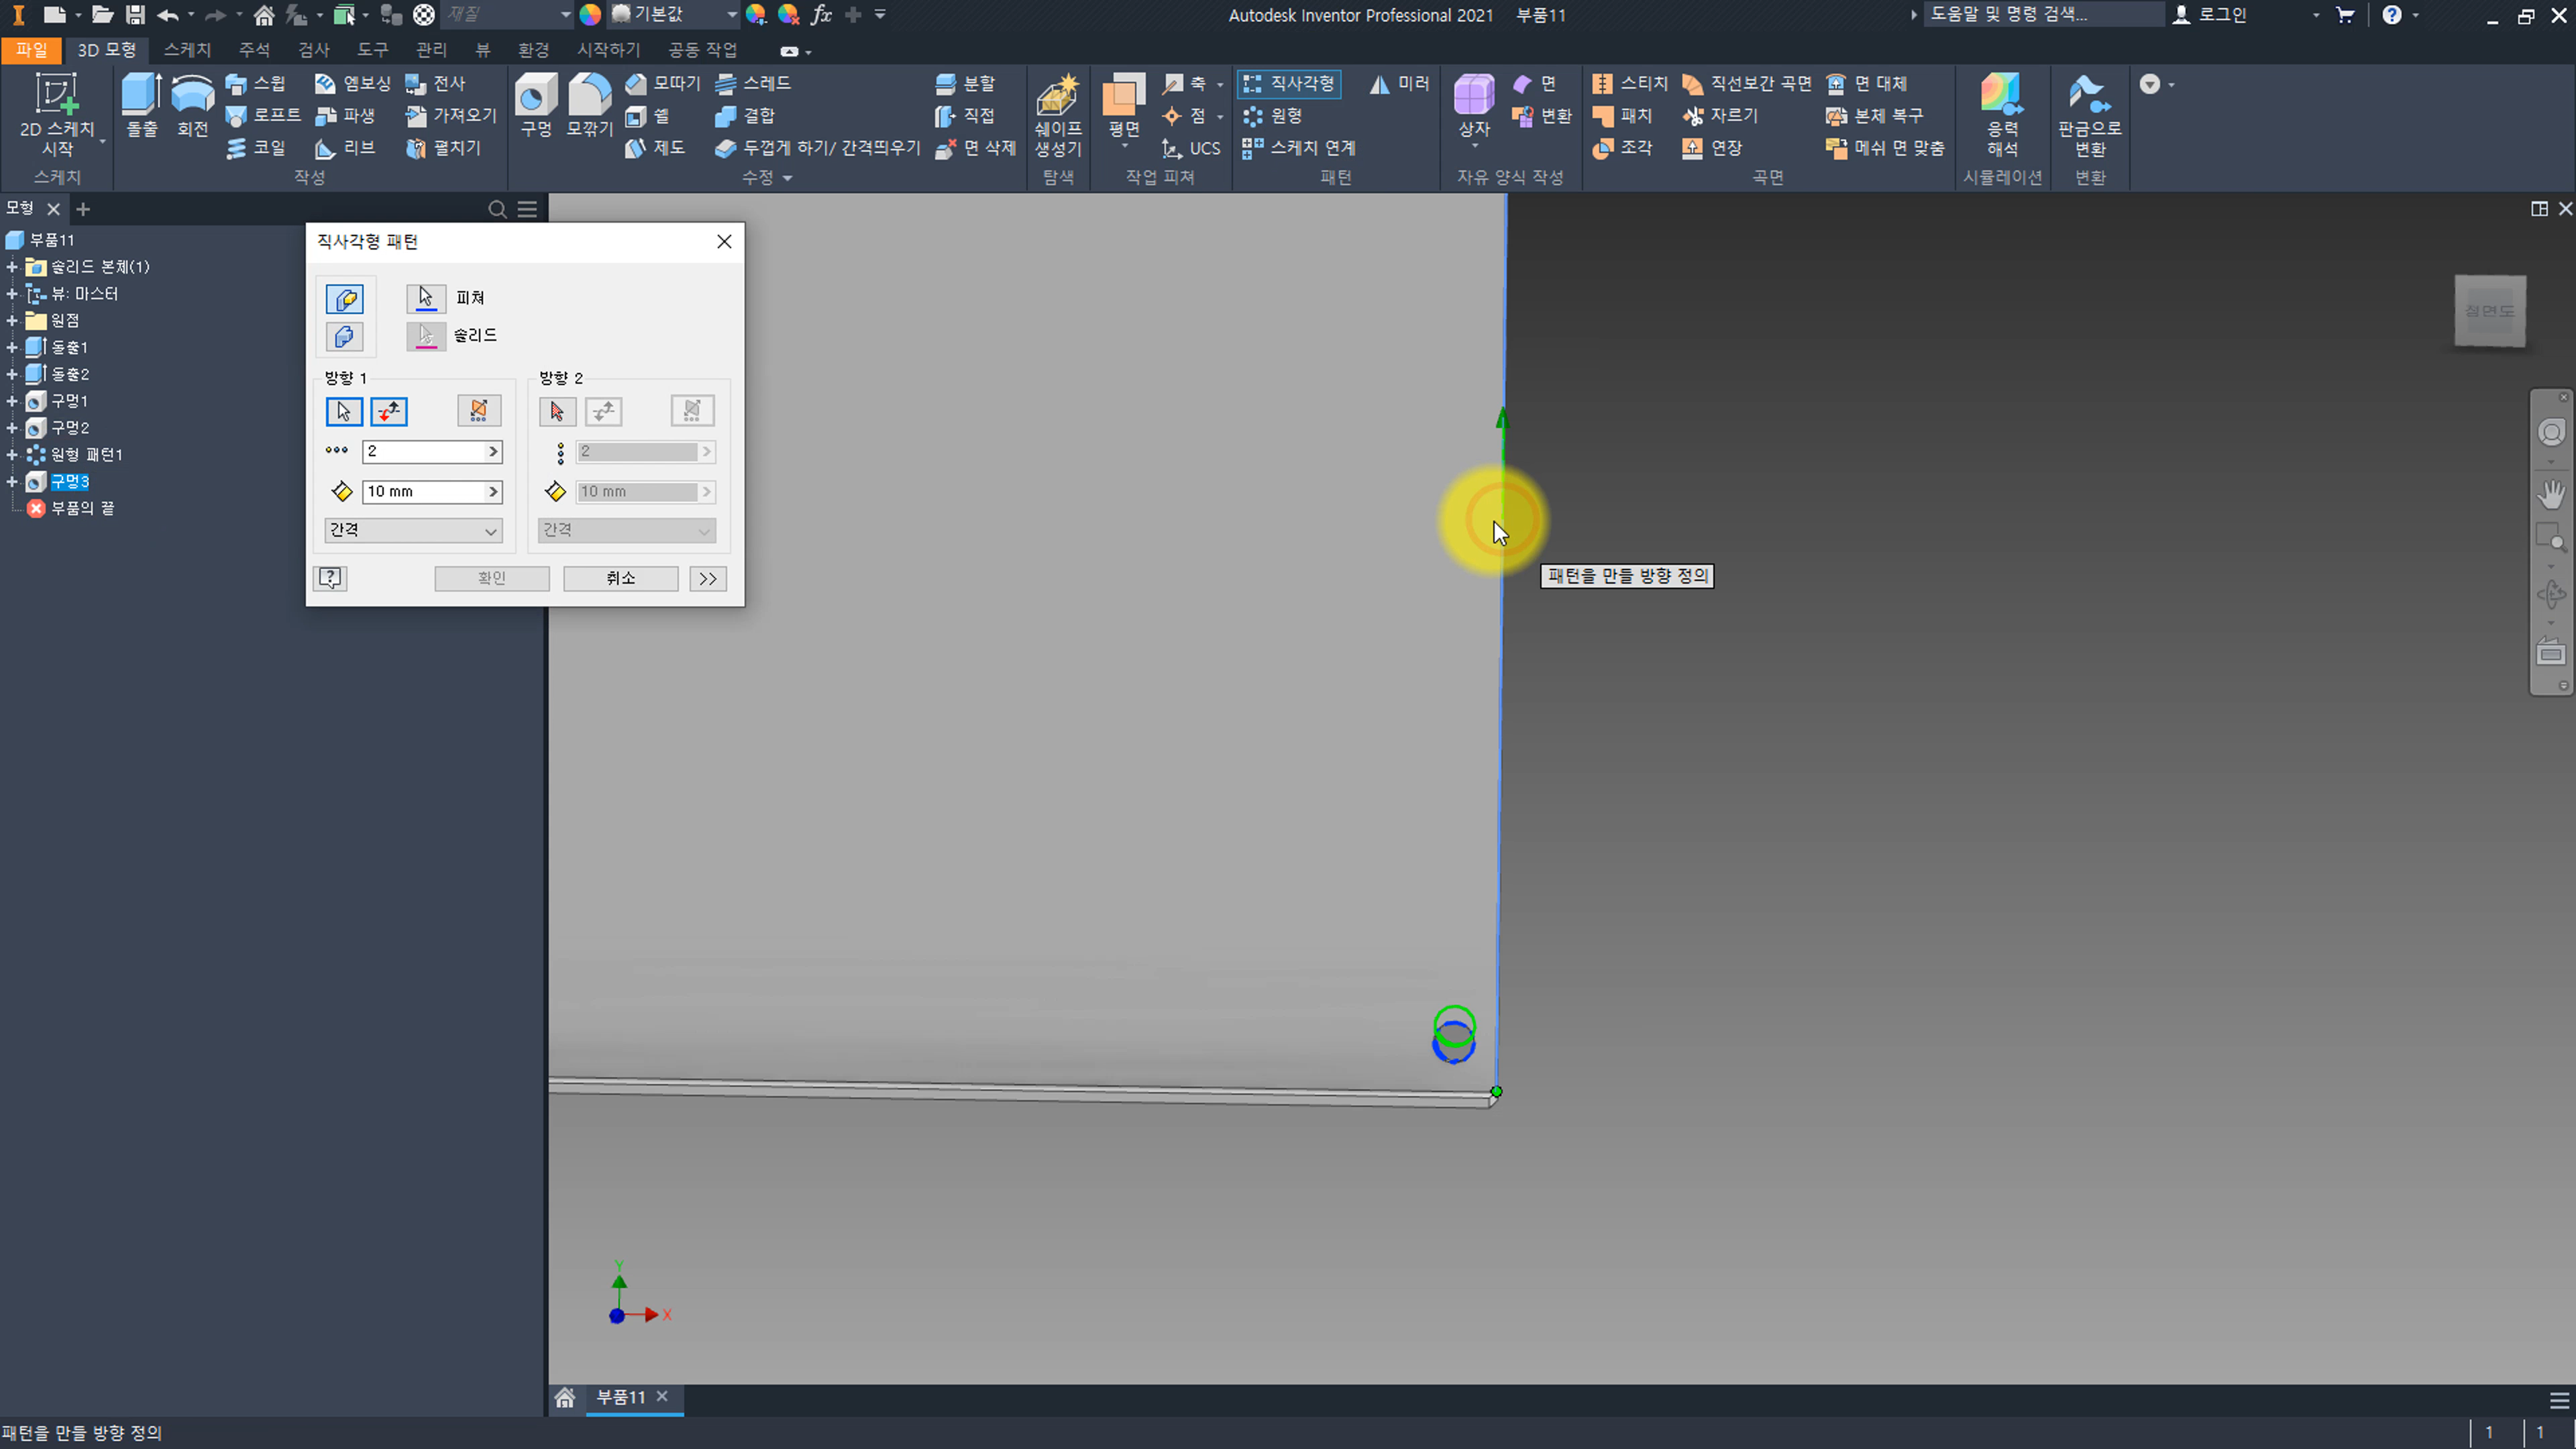 재질
기본값
fx
Autodesk Inventor Professional 2021 부품11
도움말 및 명령 검색...
로그인
파일 3D 모형 스케치 주석 검사 도구 관리 뷰 환경 시작하기 공동 작업
2D 스케치 시작
스케치
돌출
회전
스윕
엠보싱
전사
로프트
파생
가져오기
코일
리브
펼치기
작성
구멍
모깎기
모따기
스레드
분할
쉘
결합
직접
제도
두껍게 하기/ 간격띄우기
면 삭제
수정
쉐이프 생성기
탐색
평면
축
점
UCS
작업 피쳐
직사각형
미러
원형
스케치 연계
패턴
상자
면
변환
자유 양식 작성
스티치
직선보간 곡면
면 대체
패치
자르기
본체 복구
조각
연장
메쉬 면 맞춤
곡면
응력 해석
시뮬레이션
판금으로 변환
변환
모형
부품11
솔리드 본체(1)
뷰: 마스터
원점
돌출1
돌출2
구멍1
구멍2
원형 패턴1
구멍3
부품의 끝
직사각형 패턴
피쳐
솔리드
방향 1
방향 2
2
2
10 mm
10 mm
간격
간격
확인
취소
>>
정면도
패턴을 만들 방향 정의
Y
X
부품11
패턴을 만들 방향 정의
1 1